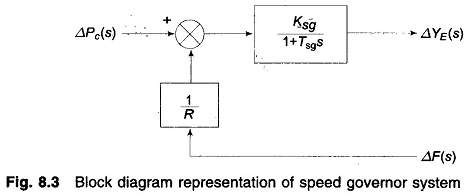 ΔP_c(s)
+
K_sg
1+T_sg s
ΔY_E(s)
1
R
ΔF(s)
Fig. 8.3 Block diagram representation of speed governor system